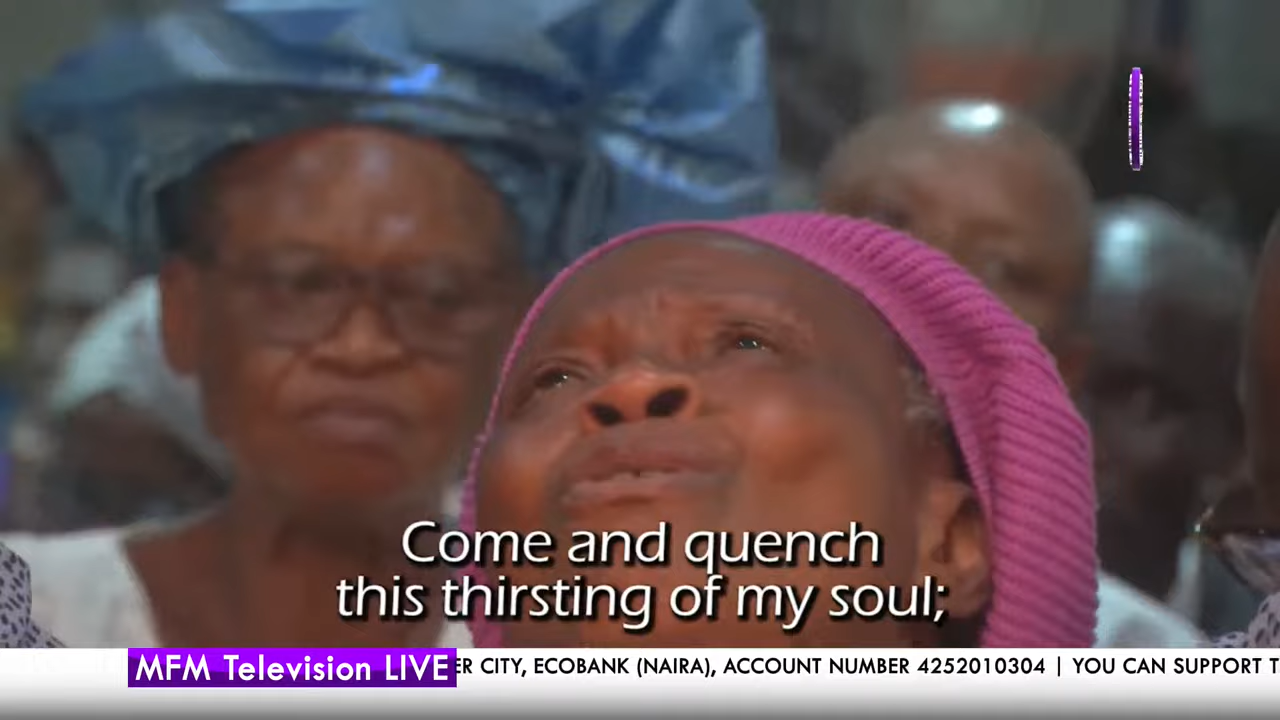 Come and quench
this thirsting of my soul;
MFM Television LIVE
ER CITY, ECOBANK (NAIRA), ACCOUNT NUMBER 4252010304 | YOU CAN SUPPORT T